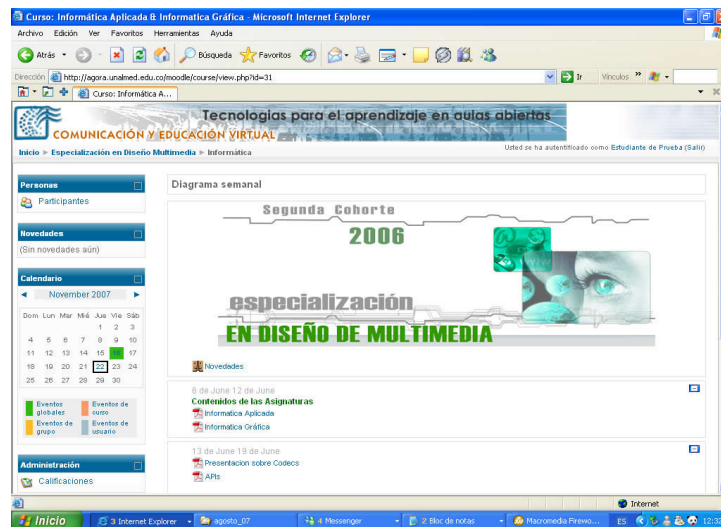 Curso: Informática Aplicada & Informatica Gráfica - Microsoft Internet Explorer
Archivo Edición Ver Favoritos Herramientas Ayuda
Atrás Búsqueda Favoritos
Dirección http://agora.unalmed.edu.co/moodle/course/view.php?id=31 Ir Vínculos
Curso: Informática A...
Tecnologías para el aprendizaje en aulas abiertas
COMUNICACIÓN Y EDUCACIÓN VIRTUAL
Usted se ha autentificado como Estudiante de Prueba (Salir)
Inicio ► Especialización en Diseño Multimedia ► Informática
Personas
Participantes
Novedades
(Sin novedades aún)
Calendario
◄ November 2007 ►
Dom Lun Mar Mié Jue Vie Sáb
1 2 3
4 5 6 7 8 9 10
11 12 13 14 15 16 17
18 19 20 21 22 23 24
25 26 27 28 29 30
Eventos globales
Eventos de curso
Eventos de grupo
Eventos de usuario
Administración
Calificaciones
Diagrama semanal
Segunda Cohorte
2006
especialización
EN DISEÑO DE MULTIMEDIA
Novedades
6 de June 12 de June
Contenidos de las Asignaturas
Informatica Aplicada
Informatica Gráfica
13 de June 19 de June
Presentacion sobre Codecs
APIs
Internet
Inicio 3 Internet Explorer agosto_07 4 Messenger 2 Bloc de notas Macromedia Firewo... ES 12:32